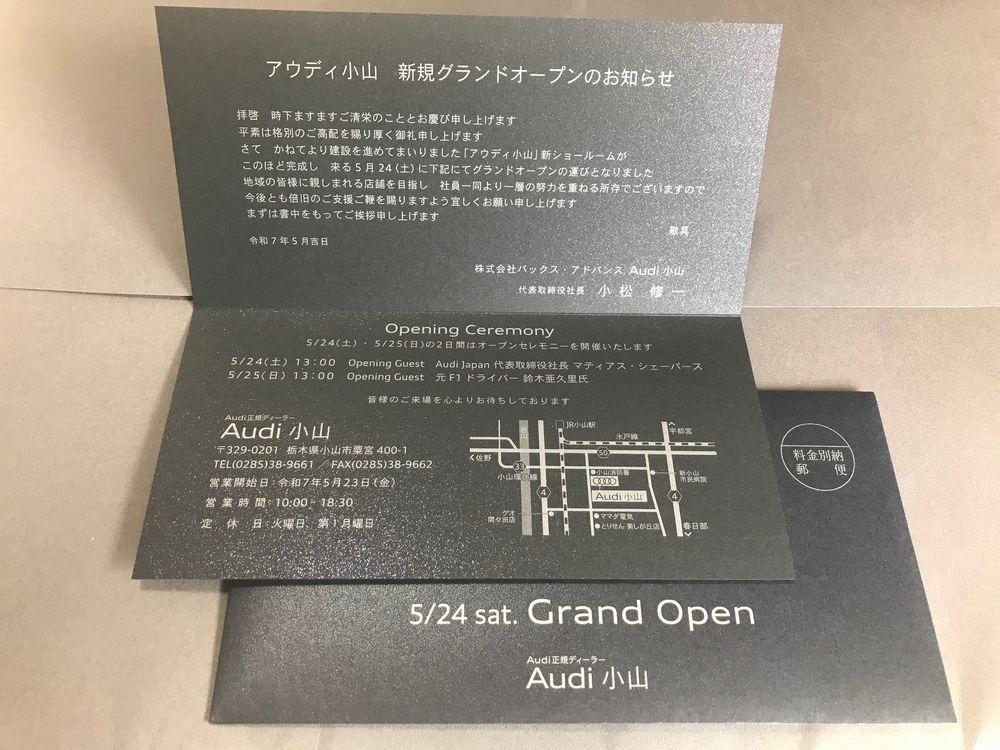 アウディ小山　新規グランドオープンのお知らせ
拝啓　時下ますますご清栄のこととお慶び申し上げます
平素は格別のご高配を賜り厚く御礼申し上げます
さて　かねてより建設を進めてまいりました「アウディ小山」新ショールームが
このほど完成し　来る5月24（土）に下記にてグランドオープンの運びとなりました
地域の皆様に親しまれる店舗を目指し　社員一同より一層の努力を重ねる所存でございますので
今後とも倍旧のご支援ご鞭を賜りますよう宜しくお願い申し上げます
まずは書中をもってご挨拶申し上げます
敬具
令和7年5月吉日
株式会社バックス・アドバンス Audi 小山
代表取締役社長　小松 修一
Opening Ceremony
5/24(土)・5/25(日)の2日間はオープンセレモニーを開催いたします
5/24(土) 13:00　Opening Guest　Audi Japan 代表取締役社長 マティアス・シェーパース
5/25(日) 13:00　Opening Guest　元F1ドライバー 鈴木亜久里氏
皆様のご来場を心よりお待ちしております
Audi正規ディーラー
Audi 小山
〒329-0201 栃木県小山市粟宮400-1
TEL(0285)38-9661 ／FAX(0285)38-9662
営業開始日：令和7年5月23日(金)
営業時間：10:00 - 18:30
定休日：火曜日、第1月曜日
JR小山駅
宇都宮
水戸線
佐野
50
33
小山環状線
小山消防署
新小山
市民病院
4
Audi 小山
4
ゲオ
間々田店
ママダ電気
とりせん 美しが丘店
春日部
料金別納
郵便
5/24 sat. Grand Open
Audi正規ディーラー
Audi 小山